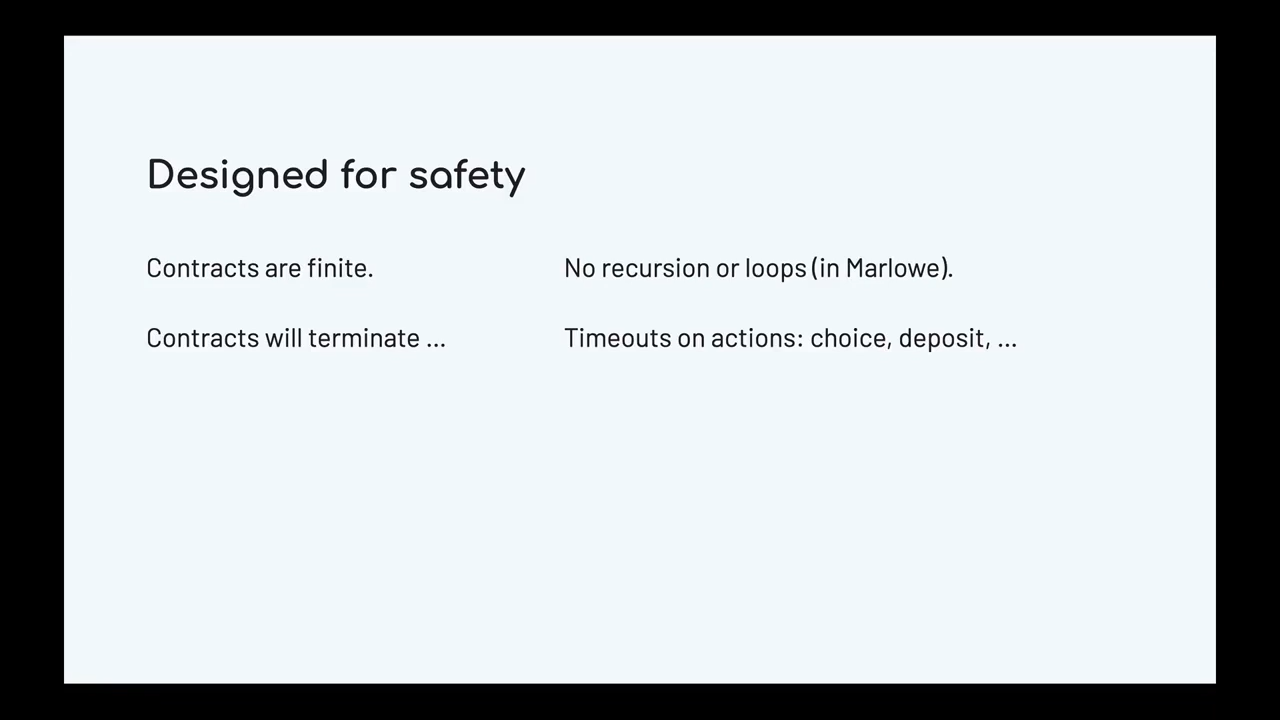 Designed for safety
Contracts are finite.
No recursion or loops (in Marlowe).
Contracts will terminate ...
Timeouts on actions: choice, deposit, ...